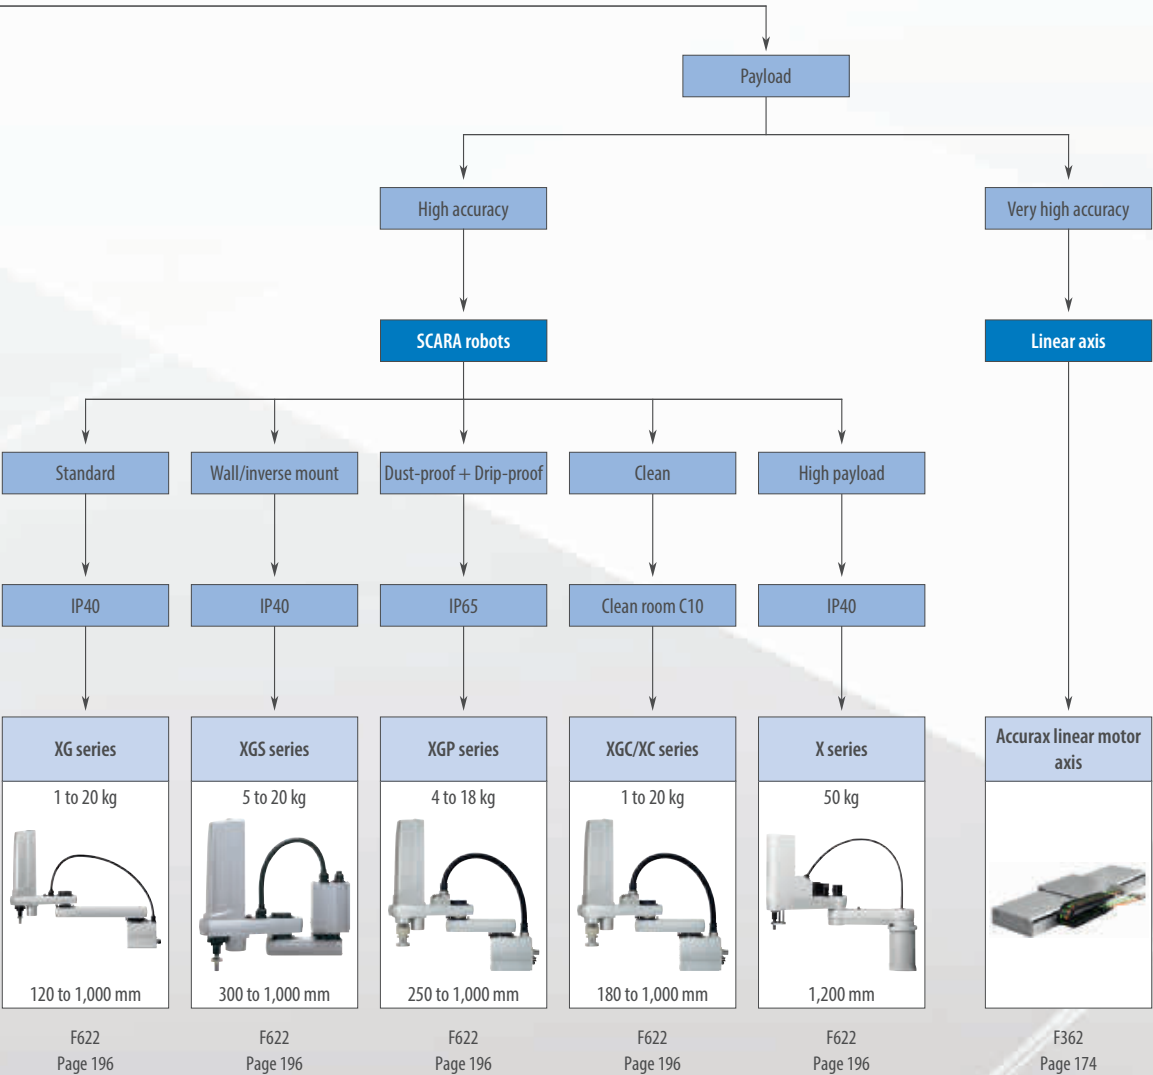 Payload
High accuracy
Very high accuracy
SCARA robots
Linear axis
Standard
Wall/inverse mount
Dust-proof + Drip-proof
Clean
High payload
IP40
IP40
IP65
Clean room C10
IP40
XG series
XGS series
XGP series
XGC/XC series
X series
Accurax linear motor
axis
1 to 20 kg
5 to 20 kg
4 to 18 kg
1 to 20 kg
50 kg
120 to 1,000 mm
300 to 1,000 mm
250 to 1,000 mm
180 to 1,000 mm
1,200 mm
F622
F622
F622
F622
F622
F362
Page 196
Page 196
Page 196
Page 196
Page 196
Page 174